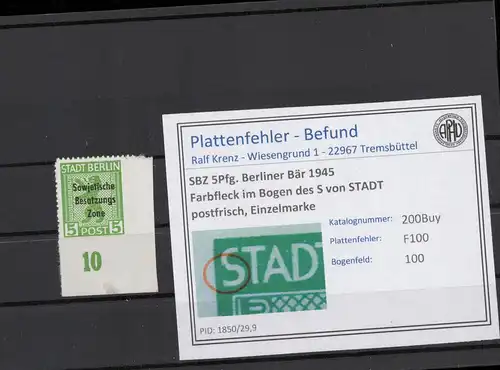 STADT BERLIN
Sowjetische
Besatzungs
Zone
5 POST 5
10
Plattenfehler - Befund
Ralf Krenz - Wiesengrund 1 - 22967 Tremsbüttel
SBZ 5Pfg. Berliner Bär 1945
Farbfleck im Bogen des S von STADT
postfrisch, Einzelmarke
Katalognummer: 200Buy
Plattenfehler: F100
Bogenfeld: 100
STADT
PID: 1850/29,9